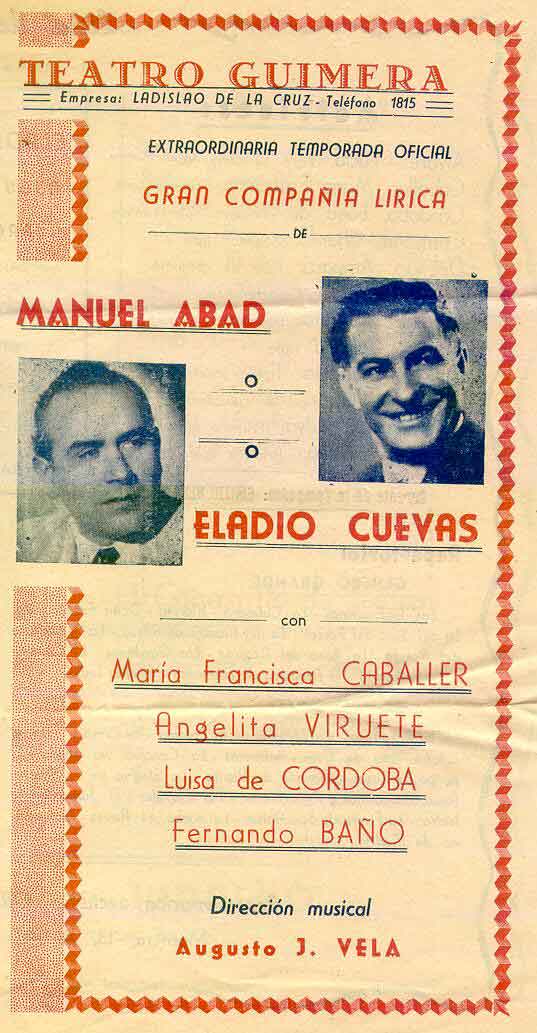 TEATRO GUIMERA
Empresa: LADISLAO DE LA CRUZ - Teléfono 1815
EXTRAORDINARIA TEMPORADA OFICIAL
GRAN COMPAÑIA LIRICA
DE
MANUEL ABAD
ELADIO CUEVAS
con
María Francisca CABALLER
Angelita VIRUETE
Luisa de CORDOBA
Fernando BAÑO
Dirección musical
Augusto J. VELA